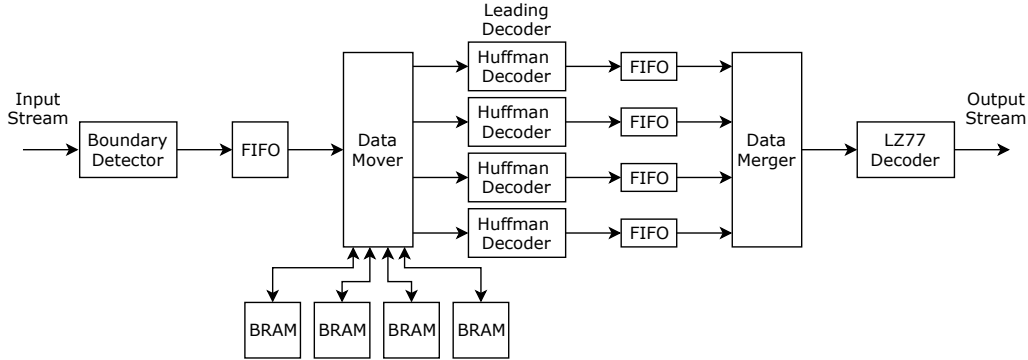 Leading
Decoder
Huffman
Decoder
FIFO
Input
Stream
Boundary
Detector
FIFO
Data
Mover
Huffman
Decoder
FIFO
Data
Merger
LZ77
Decoder
Output
Stream
Huffman
Decoder
FIFO
Huffman
Decoder
FIFO
BRAM
BRAM
BRAM
BRAM